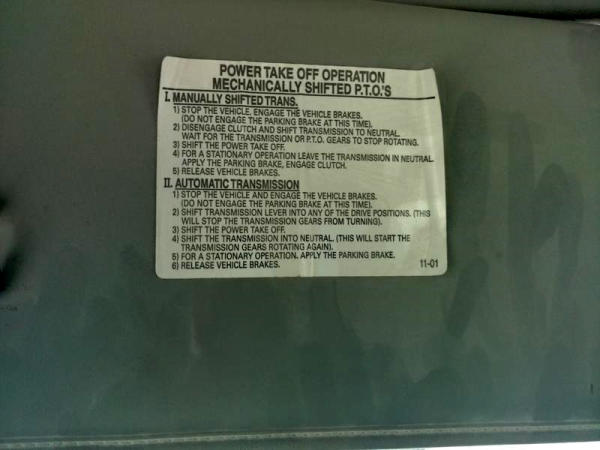 POWER TAKE OFF OPERATION
MECHANICALLY SHIFTED P.T.O.'S
I. MANUALLY SHIFTED TRANS.
1) STOP THE VEHICLE, ENGAGE THE VEHICLE BRAKES.
(DO NOT ENGAGE THE PARKING BRAKE AT THIS TIME).
2) DISENGAGE CLUTCH AND SHIFT TRANSMISSION TO NEUTRAL.
WAIT FOR THE TRANSMISSION OR P.T.O. GEARS TO STOP ROTATING.
3) SHIFT THE POWER TAKE OFF.
4) FOR A STATIONARY OPERATION LEAVE THE TRANSMISSION IN NEUTRAL.
APPLY THE PARKING BRAKE, ENGAGE CLUTCH.
5) RELEASE VEHICLE BRAKES.
II. AUTOMATIC TRANSMISSION
1) STOP THE VEHICLE AND ENGAGE THE VEHICLE BRAKES.
(DO NOT ENGAGE THE PARKING BRAKE AT THIS TIME).
2) SHIFT TRANSMISSION LEVER INTO ANY OF THE DRIVE POSITIONS. (THIS
WILL STOP THE TRANSMISSION GEARS FROM TURNING).
3) SHIFT THE POWER TAKE OFF.
4) SHIFT THE TRANSMISSION INTO NEUTRAL. (THIS WILL START THE
TRANSMISSION GEARS ROTATING AGAIN).
5) FOR A STATIONARY OPERATION. APPLY THE PARKING BRAKE.
6) RELEASE VEHICLE BRAKES.
11-01